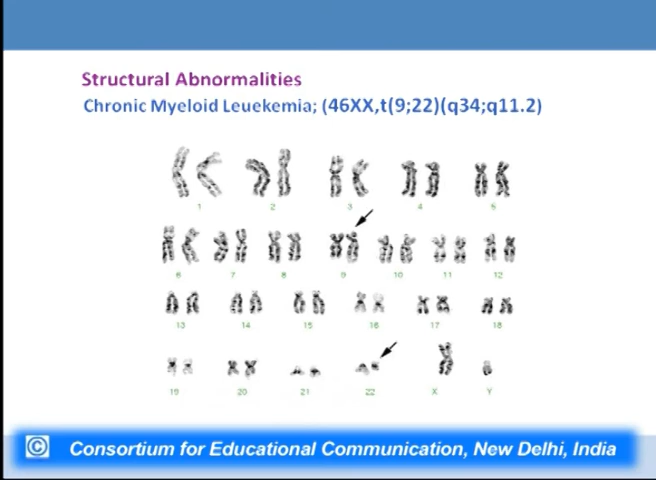 Structural Abnormalities
Chronic Myeloid Leuekemia; (46XX,t(9;22)(q34;q11.2)
1 2 3 4 5
6 7 8 9 10 11 12
13 14 15 16 17 18
19 20 21 22 X Y
© Consortium for Educational Communication, New Delhi, India